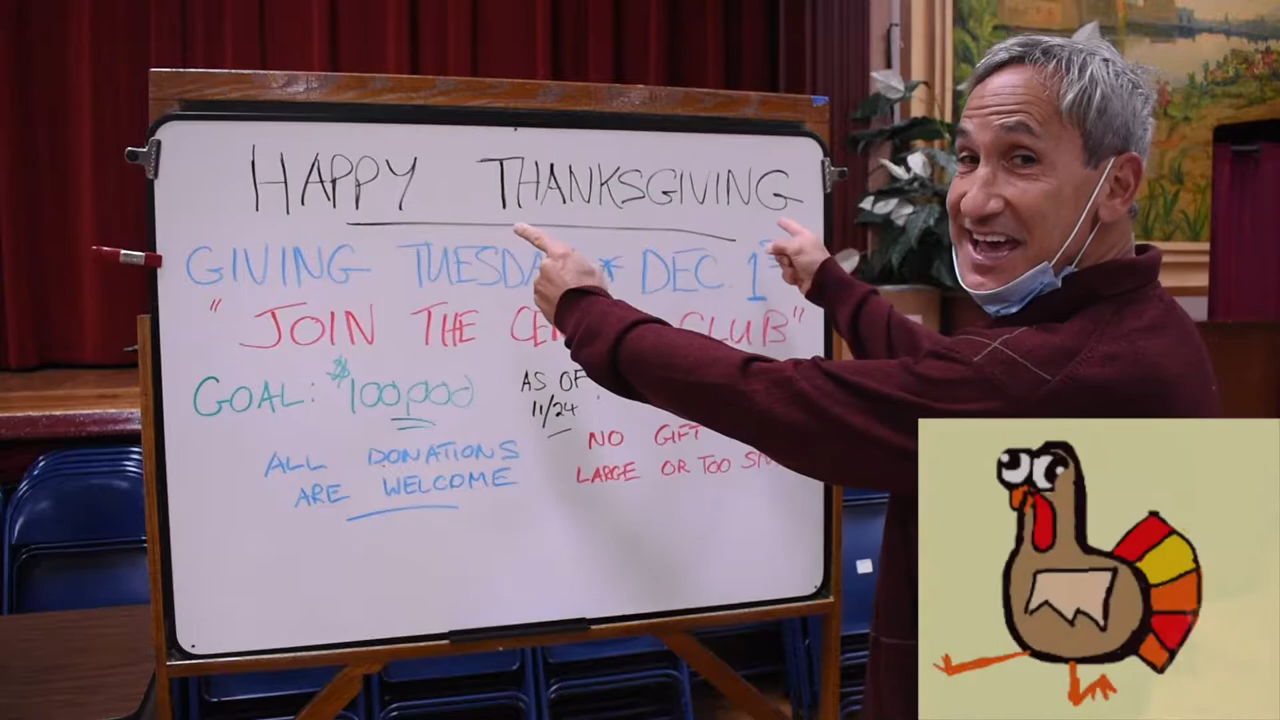 HAPPY THANKSGIVING
GIVING TUESDAY * DEC. 1
"JOIN THE CLUB"
GOAL: $100,000
AS OF
11/24
ALL DONATIONS
ARE WELCOME
NO GIFT
LARGE OR TOO